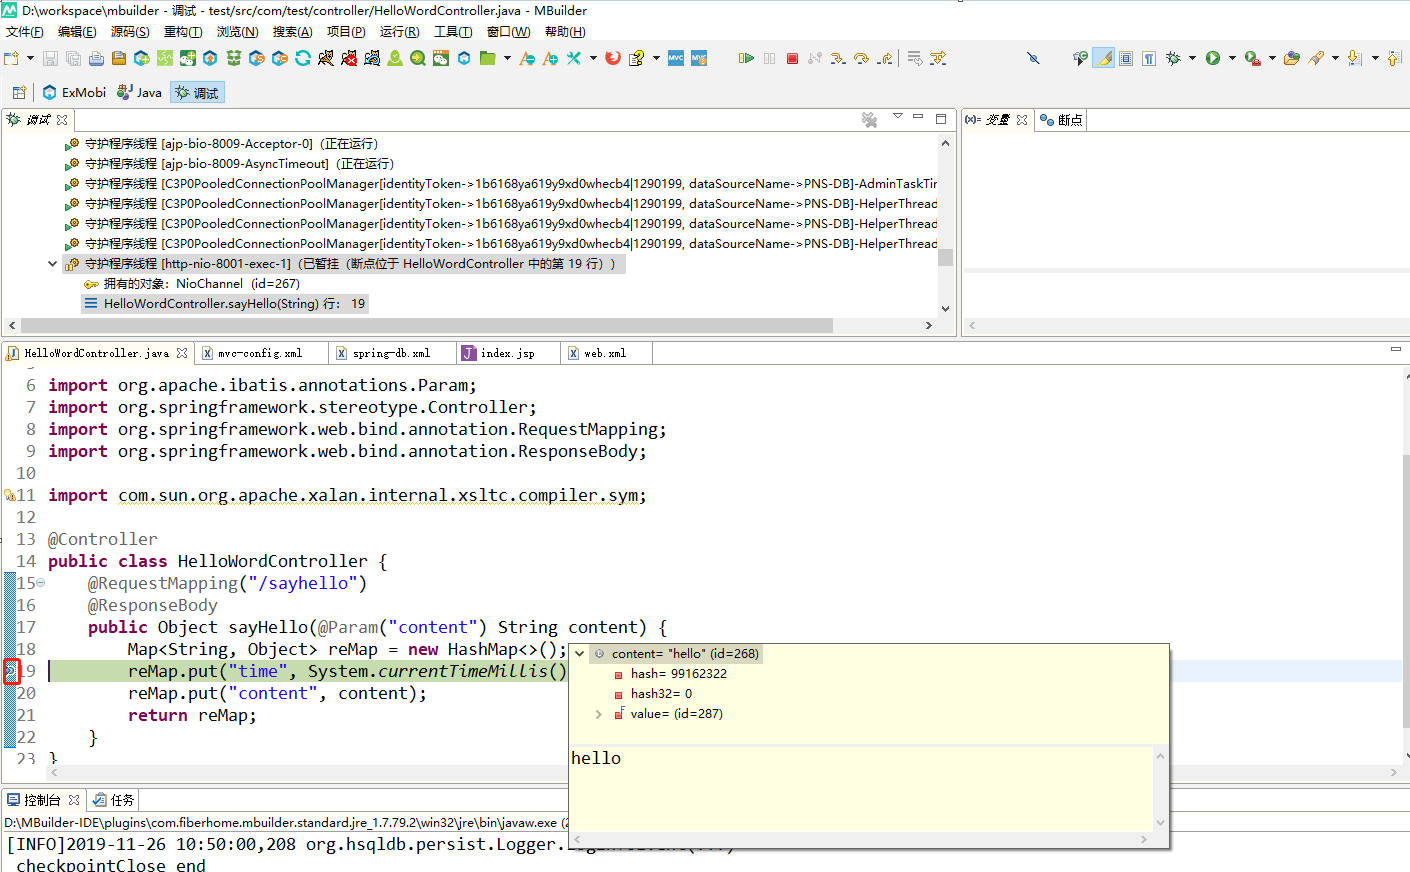 D:\workspace\mbuilder - 调试 - test/src/com/test/controller/HelloWordController.java - MBuilder
文件(F) 编辑(E) 源码(S) 重构(T) 浏览(N) 搜索(A) 项目(P) 运行(R) 工具(T) 窗口(W) 帮助(H)
ExMobi Java 调试
调试
守护程序线程 [ajp-bio-8009-Acceptor-0]（正在运行）
守护程序线程 [ajp-bio-8009-AsyncTimeout]（正在运行）
守护程序线程 [C3P0PooledConnectionPoolManager[identityToken->1b6168ya619y9xd0whecb4|1290199, dataSourceName->PNS-DB]-AdminTaskTir
守护程序线程 [C3P0PooledConnectionPoolManager[identityToken->1b6168ya619y9xd0whecb4|1290199, dataSourceName->PNS-DB]-HelperThread
守护程序线程 [C3P0PooledConnectionPoolManager[identityToken->1b6168ya619y9xd0whecb4|1290199, dataSourceName->PNS-DB]-HelperThread
守护程序线程 [C3P0PooledConnectionPoolManager[identityToken->1b6168ya619y9xd0whecb4|1290199, dataSourceName->PNS-DB]-HelperThread
守护程序线程 [http-nio-8001-exec-1]（已暂挂（断点位于 HelloWordController 中的第 19 行））
拥有的对象: NioChannel (id=267)
HelloWordController.sayHello(String) 行: 19
(x)= 变量 断点
HelloWordController.java mvc-config.xml spring-db.xml index.jsp web.xml
6 import org.apache.ibatis.annotations.Param;
7 import org.springframework.stereotype.Controller;
8 import org.springframework.web.bind.annotation.RequestMapping;
9 import org.springframework.web.bind.annotation.ResponseBody;
10
11 import com.sun.org.apache.xalan.internal.xsltc.compiler.sym;
12
13 @Controller
14 public class HelloWordController {
15 @RequestMapping("/sayhello")
16 @ResponseBody
17 public Object sayHello(@Param("content") String content) {
18 Map<String, Object> reMap = new HashMap<>();
19 reMap.put("time", System.currentTimeMillis()
20 reMap.put("content", content);
21 return reMap;
22 }
23 }
content= "hello" (id=268)
hash= 99162322
hash32= 0
value= (id=287)
hello
控制台 任务
D:\MBuilder-IDE\plugins\com.fiberhome.mbuilder.standard.jre_1.7.79.2\win32\jre\bin\javaw.exe (2
[INFO]2019-11-26 10:50:00,208 org.hsqldb.persist.Logger.
checkpointClose end